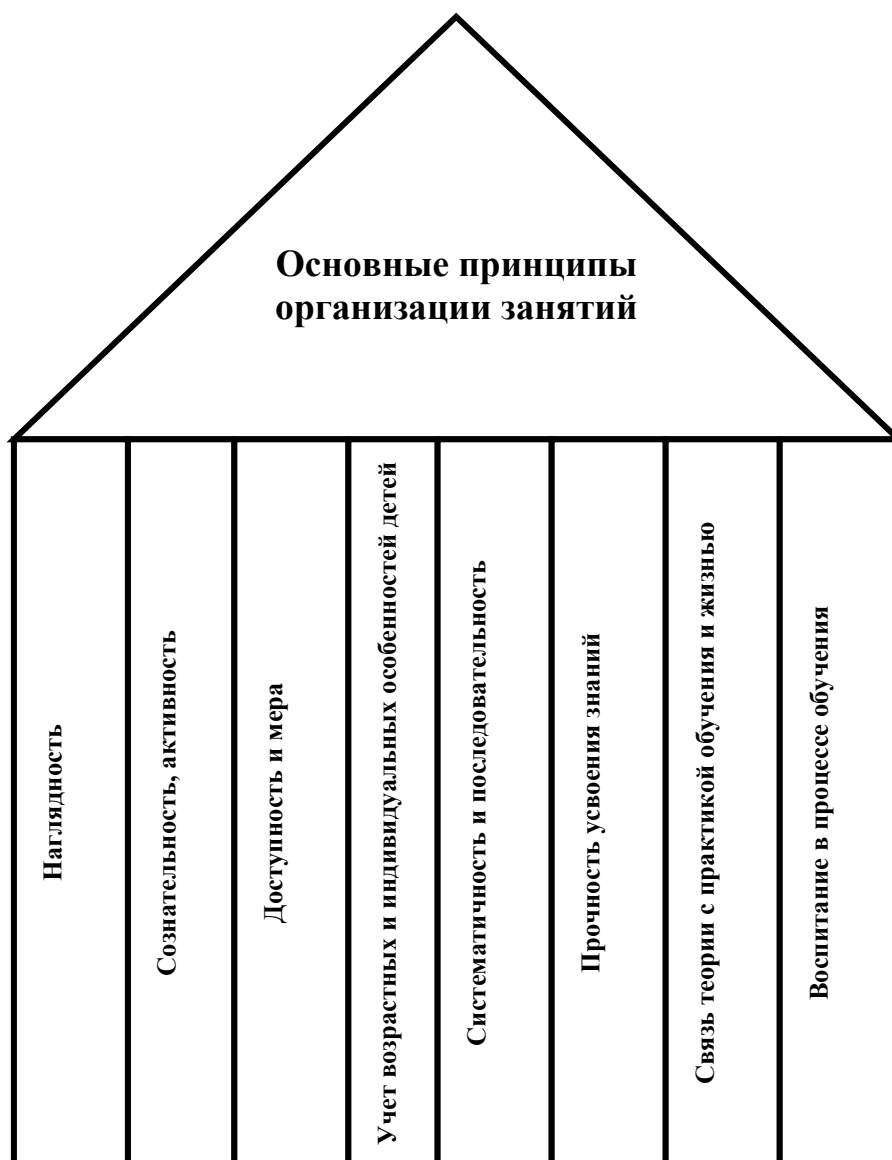 Основные принципы
организации занятий
Наглядность
Сознательность, активность
Доступность и мера
Учет возрастных и индивидуальных особенностей детей
Систематичность и последовательность
Прочность усвоения знаний
Связь теории с практикой обучения и жизнью
Воспитание в процессе обучения